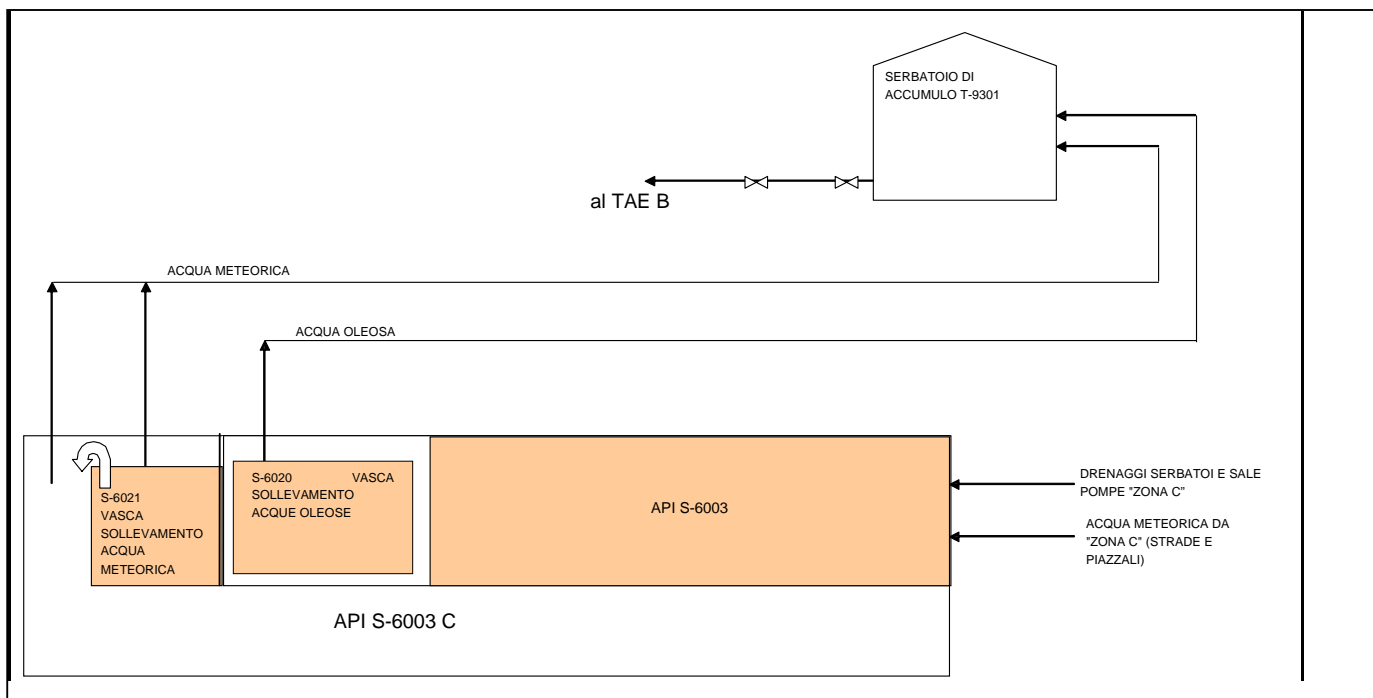 SERBATOIO DI
ACCUMULO T-9301
al TAE B
ACQUA METEORICA
ACQUA OLEOSA
S-6021
VASCA
SOLLEVAMENTO
ACQUA
METEORICA
S-6020 VASCA
SOLLEVAMENTO
ACQUE OLEOSE
API S-6003
DRENAGGI SERBATOI E SALE
POMPE "ZONA C"
ACQUA METEORICA DA
"ZONA C" (STRADE E
PIAZZALI)
API S-6003 C